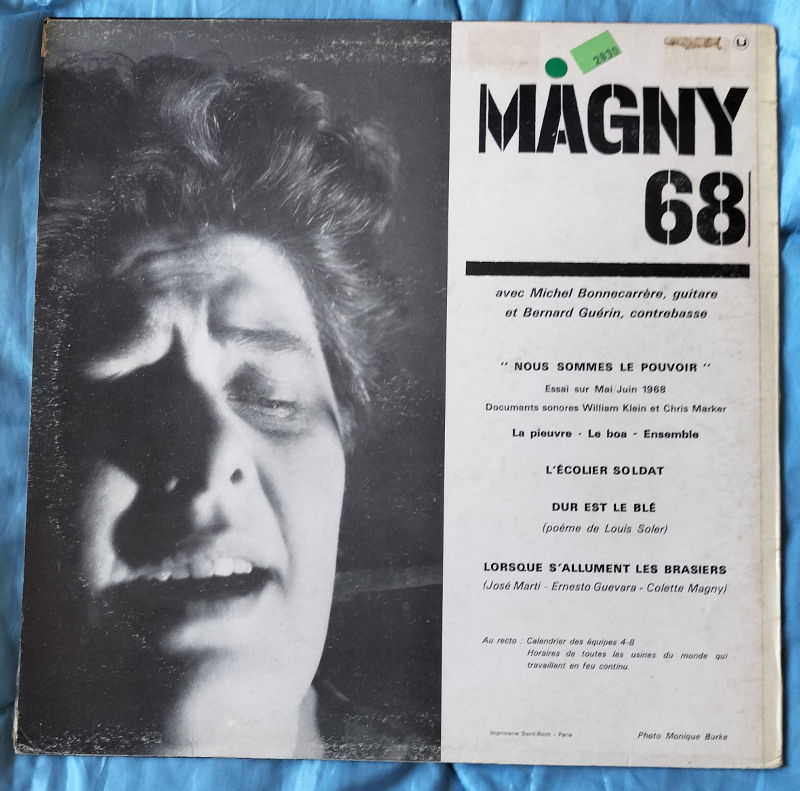 2830
U
MAGNY
68
avec Michel Bonnecarrère, guitare
et Bernard Guérin, contrebasse
" NOUS SOMMES LE POUVOIR "
Essai sur Mai/Juin 1968
Documents sonores William Klein et Chris Marker
La pieuvre - Le boa - Ensemble
L'ÉCOLIER SOLDAT
DUR EST LE BLÉ
(poème de Louis Soler)
LORSQUE S'ALLUMENT LES BRASIERS
(José Marti - Ernesto Guevara - Colette Magny)
Au recto : Calendrier des équipes 4-8
Horaires de toutes les usines du monde qui
travaillent en feu continu.
Imprimerie Saint-Roch - Paris
Photo Monique Burke